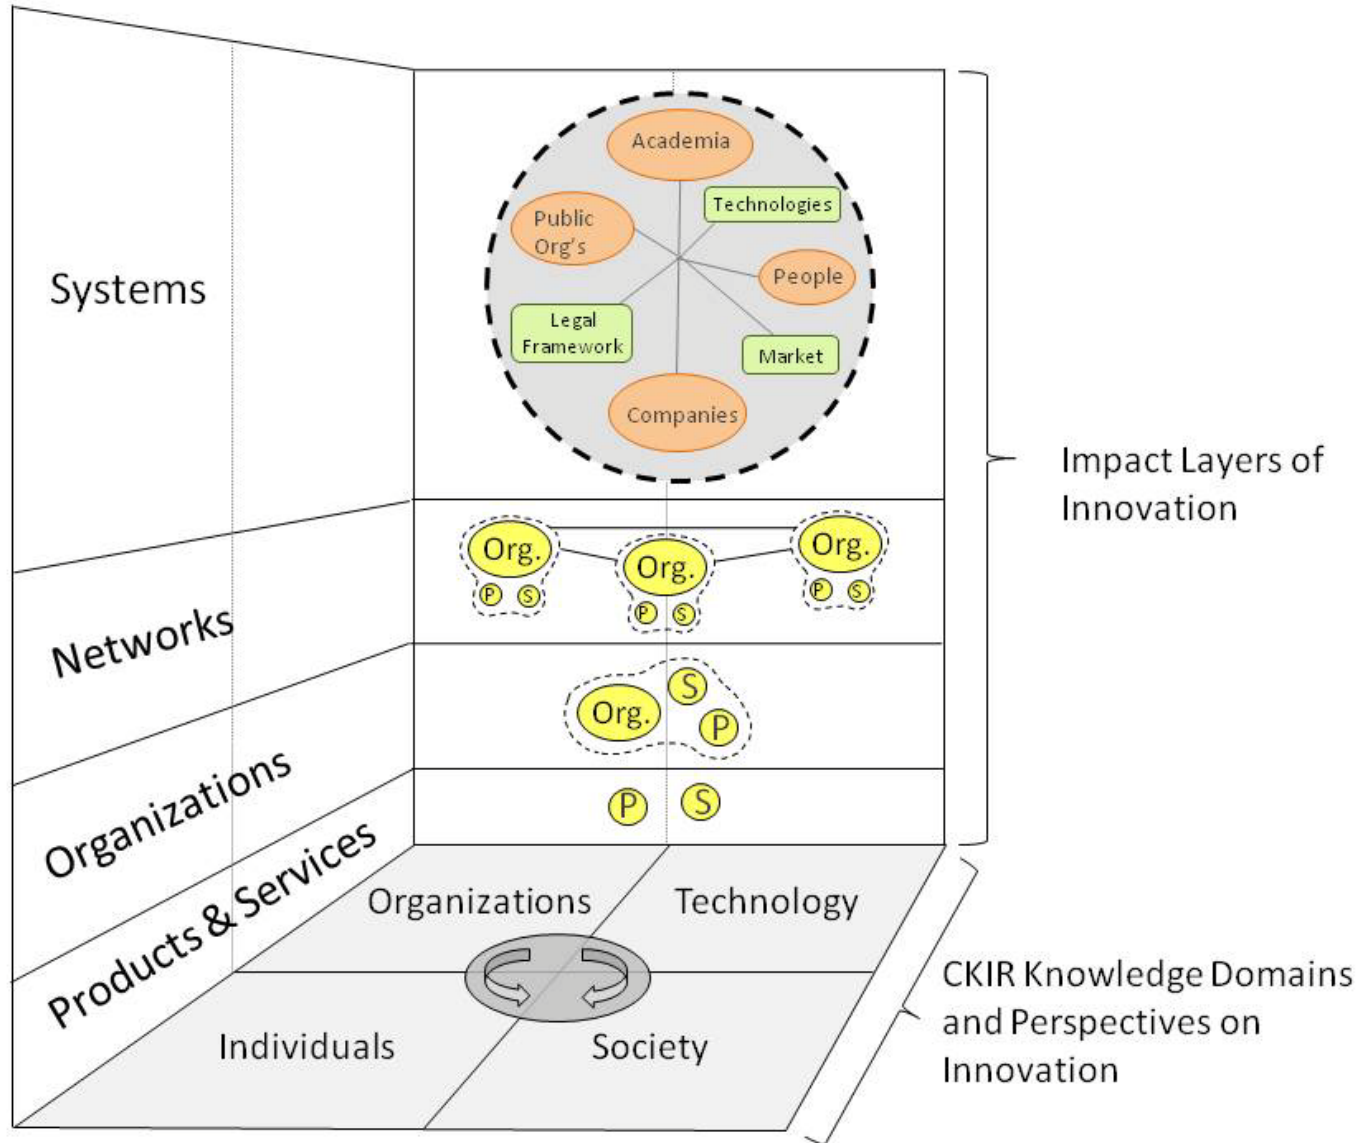 Academia
Technologies
Public
Org's
People
Systems
Legal
Framework
Market
Companies
Impact Layers of
Innovation
Org.
Org.
Org.
P
S
P
S
P
S
Networks
Org.
S
P
Organizations
P
S
Products & Services
Organizations
Technology
Individuals
Society
CKIR Knowledge Domains
and Perspectives on
Innovation